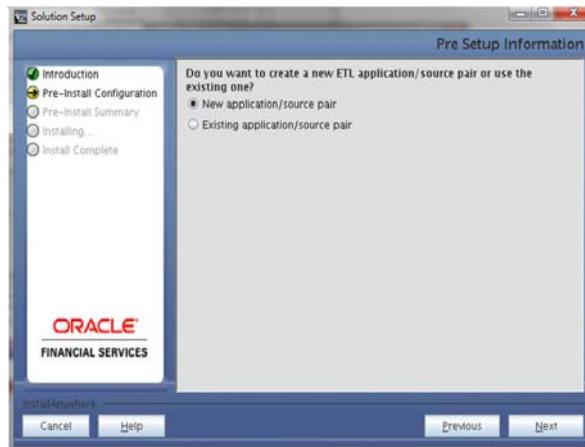 Solution Setup
Pre Setup Information
Introduction
Pre-Install Configuration
Pre-Install Summary
Installing...
Install Complete
Do you want to create a new ETL application/source pair or use the
existing one?
New application/source pair
Existing application/source pair
ORACLE
FINANCIAL SERVICES
InstallAnywhere
Cancel
Help
Previous
Next